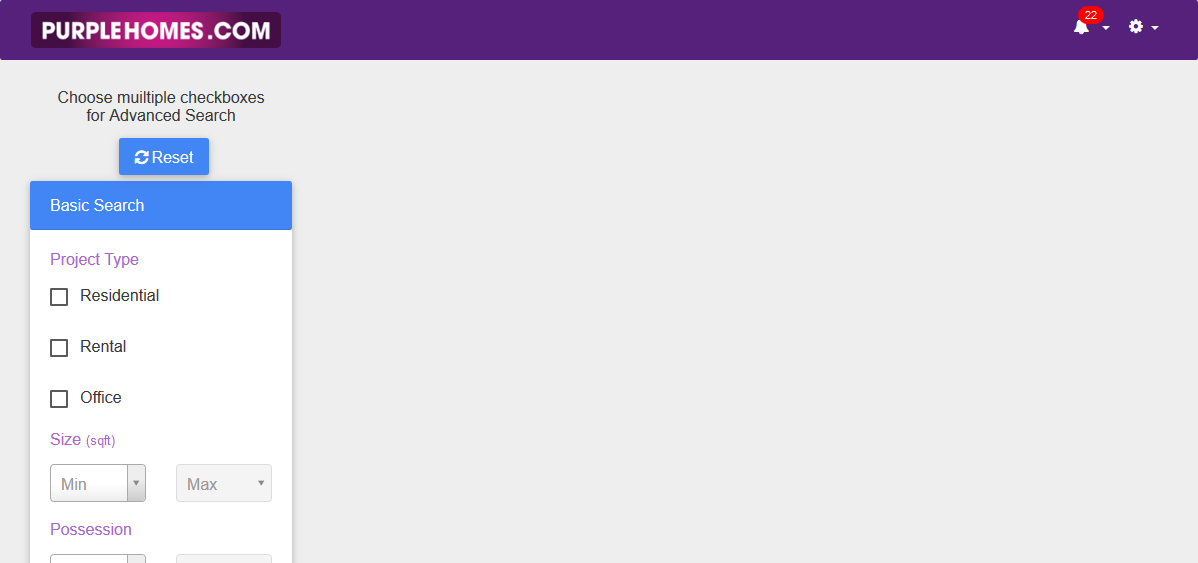 PURPLEHOMES.COM
22
Choose muiltiple checkboxes
for Advanced Search
Reset
Basic Search
Project Type
Residential
Rental
Office
Size (sqft)
Min Max
Possession